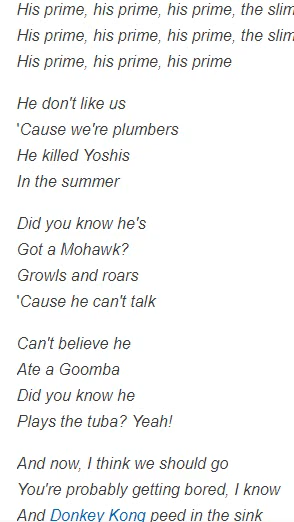 His prime, his prime, his prime, the slim
His prime, his prime, his prime, the slim
His prime, his prime, his prime
He don't like us
'Cause we're plumbers
He killed Yoshis
In the summer
Did you know he's
Got a Mohawk?
Growls and roars
'Cause he can't talk
Can't believe he
Ate a Goomba
Did you know he
Plays the tuba? Yeah!
And now, I think we should go
You're probably getting bored, I know
And Donkey Kong peed in the sink